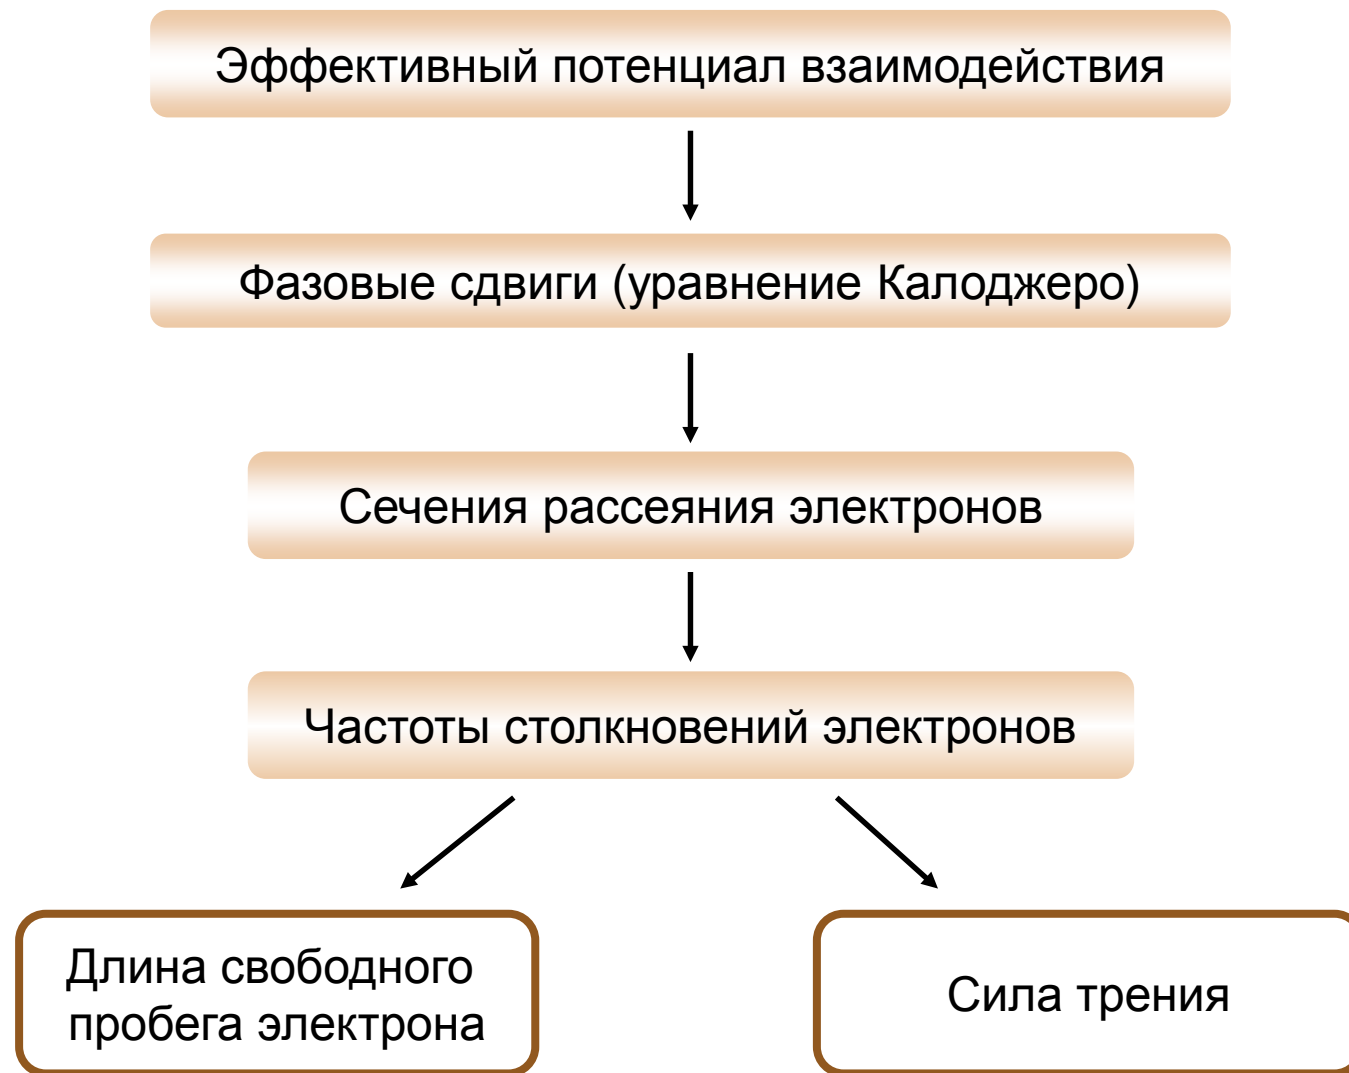 Эффективный потенциал взаимодействия
Фазовые сдвиги (уравнение Калоджеро)
Сечения рассеяния электронов
Частоты столкновений электронов
Длина свободного
пробега электрона
Сила трения